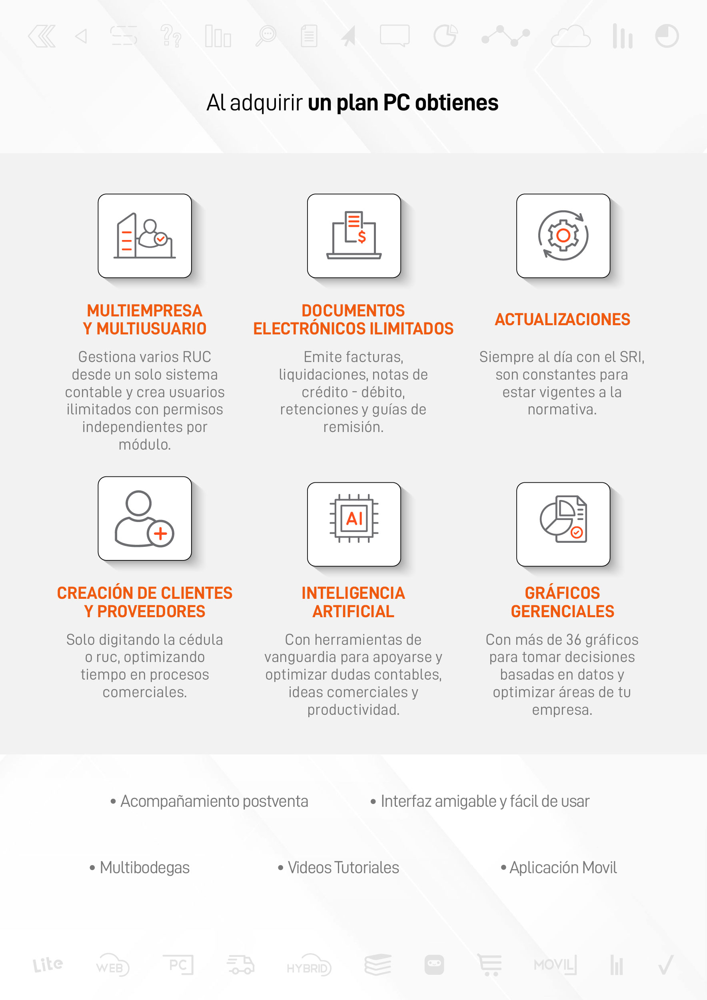 Al adquirir un plan PC obtienes
MULTIEMPRESA
Y MULTIUSUARIO
Gestiona varios RUC
desde un solo sistema
contable y crea usuarios
ilimitados con permisos
independientes por
módulo.
DOCUMENTOS
ELECTRÓNICOS ILIMITADOS
$
Emite facturas,
liquidaciones, notas de
crédito - débito,
retenciones y guías de
remisión.
ACTUALIZACIONES
Siempre al día con el SRI,
son constantes para
estar vigentes a la
normativa.
CREACIÓN DE CLIENTES
Y PROVEEDORES
Solo digitando la cédula
o ruc, optimizando
tiempo en procesos
comerciales.
AI
INTELIGENCIA
ARTIFICIAL
Con herramientas de
vanguardia para apoyarse y
optimizar dudas contables,
ideas comerciales y
productividad.
GRÁFICOS
GERENCIALES
Con más de 36 gráficos
para tomar decisiones
basadas en datos y
optimizar áreas de tu
empresa.
• Acompañamiento postventa
• Interfaz amigable y fácil de usar
• Multibodegas
• Videos Tutoriales
• Aplicación Movil
Lite
WEB
PC
HYBRID
MOVIL